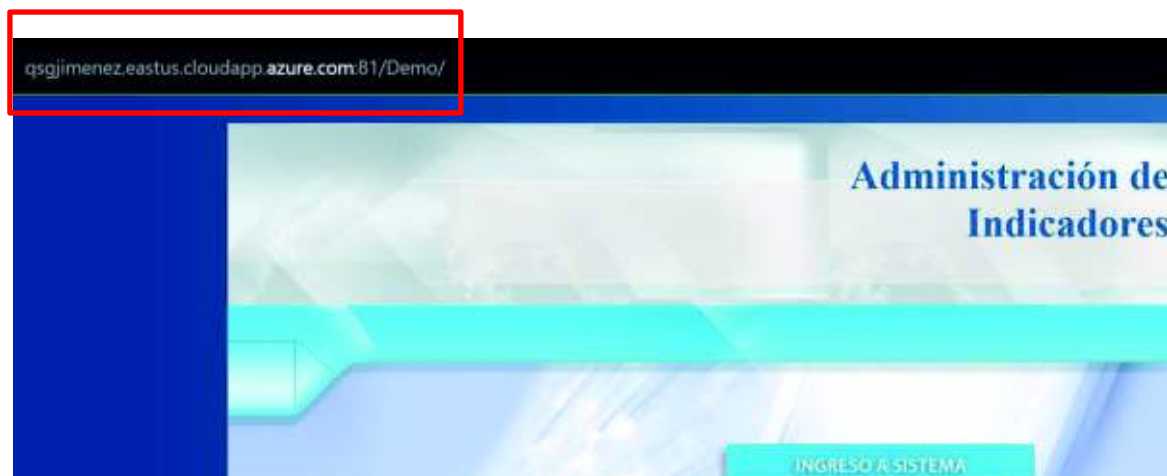 qsgjimenez.eastus.cloudapp.azure.com:81/Demo/
Administración de
Indicadores
INGRESO A SISTEMA